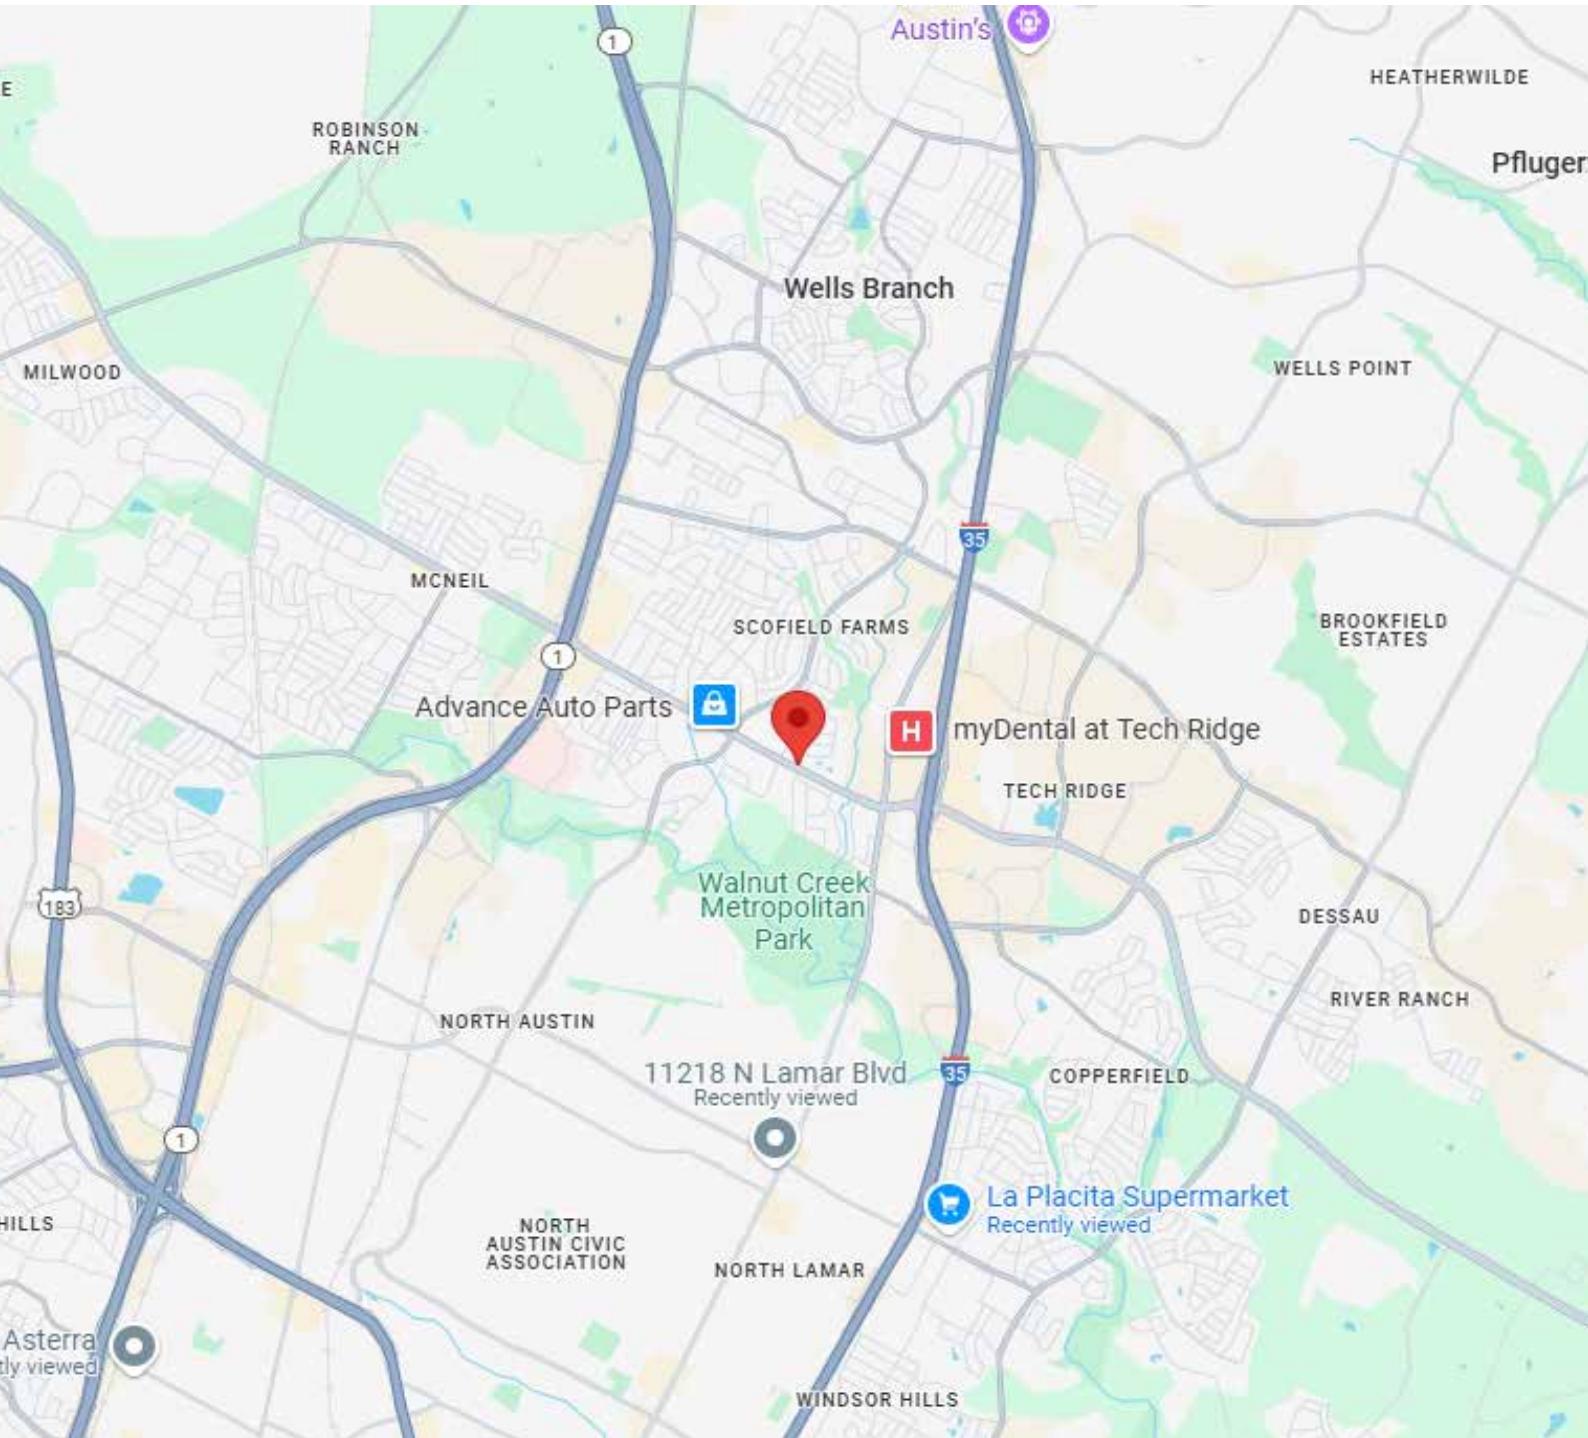 1
Austin's
HEATHERWILDE
E
ROBINSON
RANCH
Pfluger
Wells Branch
MILWOOD
WELLS POINT
35
MCNEIL
SCOFIELD FARMS
BROOKFIELD
ESTATES
1
Advance Auto Parts
H
myDental at Tech Ridge
TECH RIDGE
Walnut Creek
Metropolitan
Park
183
DESSAU
RIVER RANCH
NORTH AUSTIN
11218 N Lamar Blvd
Recently viewed
35
COPPERFIELD
1
La Placita Supermarket
Recently viewed
HILLS
NORTH
AUSTIN CIVIC
ASSOCIATION
NORTH LAMAR
Asterra
tly viewed
WINDSOR HILLS